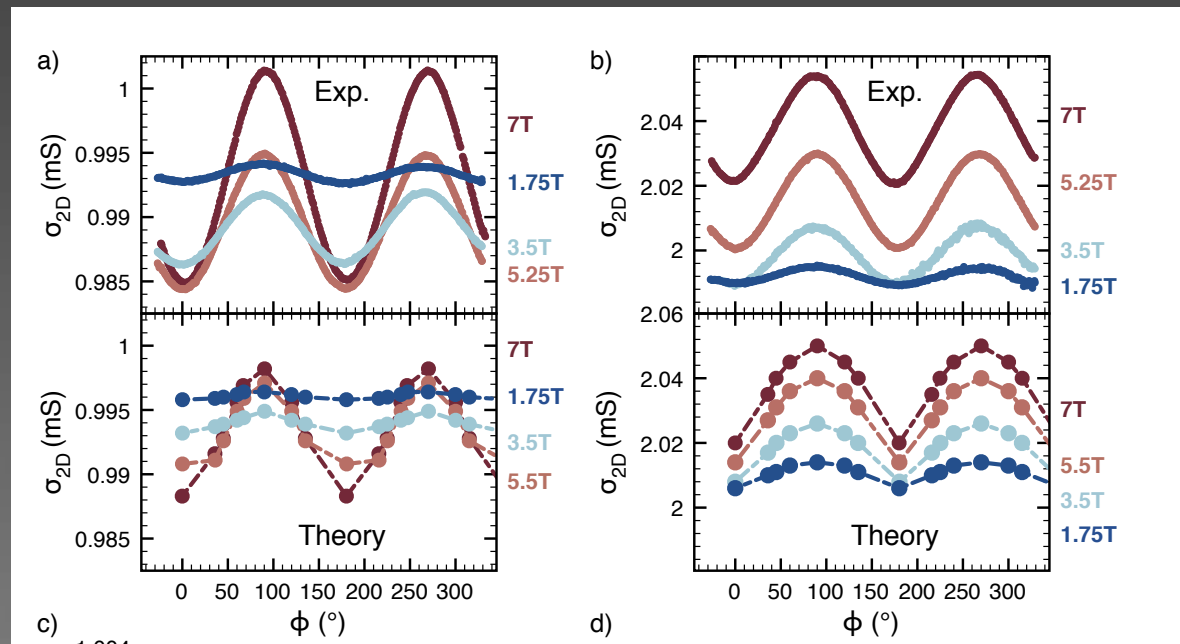 a)
Exp.
1
0.995
0.99
0.985
σ2D (mS)
7T
1.75T
3.5T
5.25T
b)
Exp.
2.04
2.02
2
σ2D (mS)
7T
5.25T
3.5T
1.75T
Theory
1
0.995
0.99
0.985
σ2D (mS)
7T
1.75T
3.5T
5.5T
0 50 100 150 200 250 300
ϕ (°)
Theory
2.06
2.04
2.02
2
σ2D (mS)
7T
5.5T
3.5T
1.75T
0 50 100 150 200 250 300
ϕ (°)
c)
d)